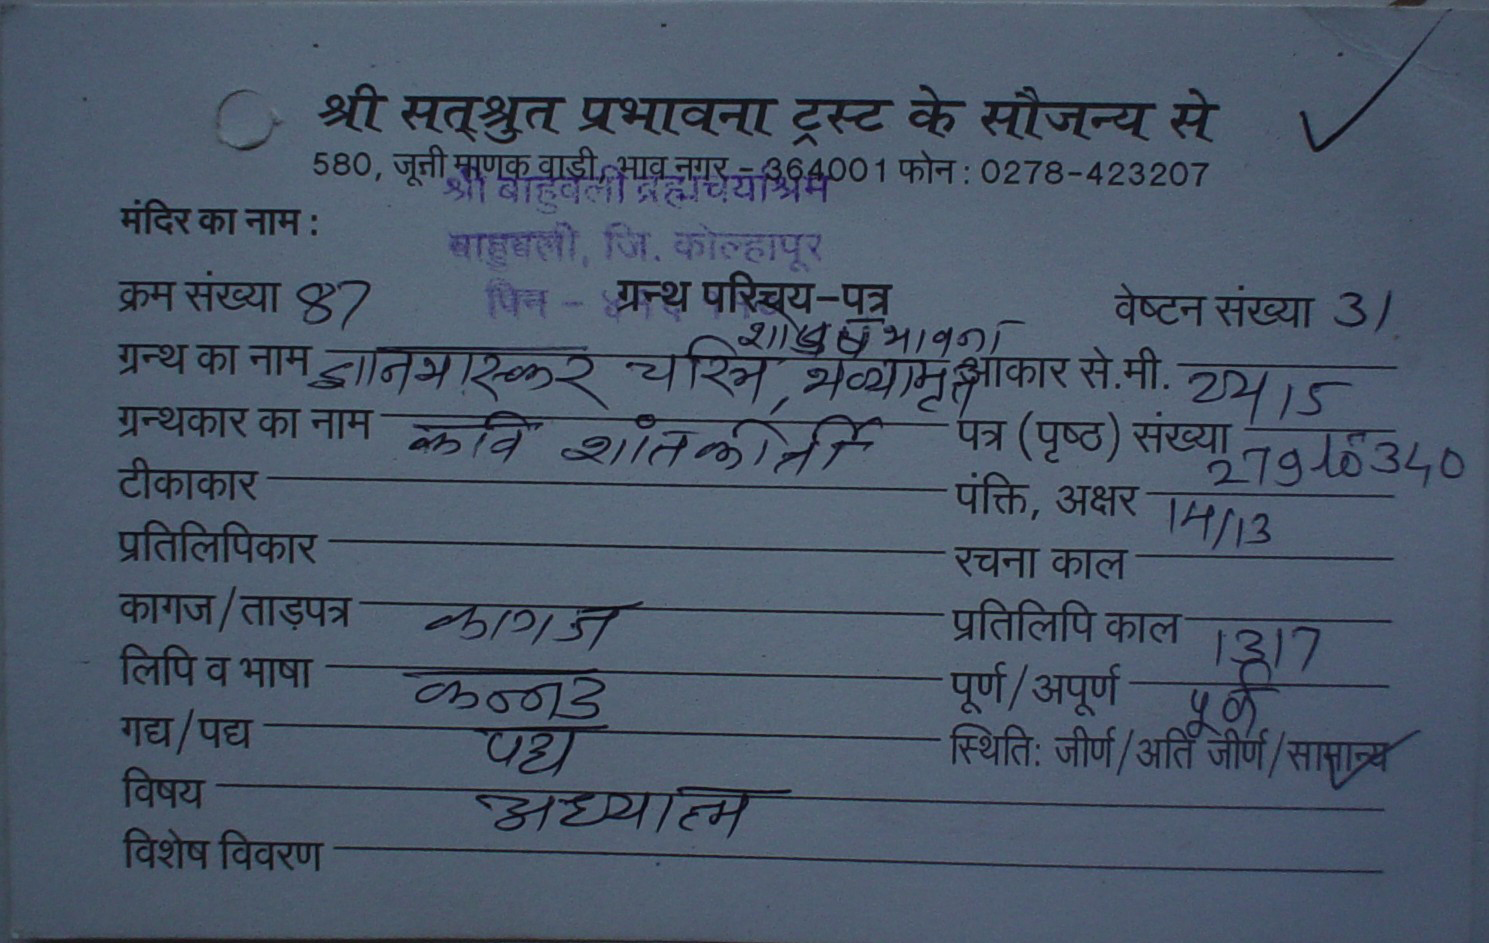 श्री सत्श्रुत प्रभावना ट्रस्ट के सौजन्य से
580, जूनी माणक वाडी, भाव नगर - 364001 फोन : 0278-423207
श्री बाहुबली ब्रह्मचर्याश्रम
मंदिर का नाम :
बाहुबली, जि. कोल्हापूर
क्रम संख्या 87 पिन - ग्रन्थ परिचय-पत्र वेष्टन संख्या 31
भावना
ग्रन्थ का नाम ज्ञानभास्कर चरित्र, भव्यामृत आकार से.मी. 24 15
ग्रन्थकार का नाम कवि शांतकीर्ती पत्र (पृष्ठ) संख्या 279 340
टीकाकार पंक्ति, अक्षर 14/13
प्रतिलिपिकार रचना काल
कागज/ताड़पत्र कागज प्रतिलिपि काल 1317
लिपि व भाषा कन्नड पूर्ण/अपूर्ण पूर्ण
गद्य/पद्य पद्य स्थिति: जीर्ण/अति जीर्ण/सामान्य
विषय अध्यात्म
विशेष विवरण